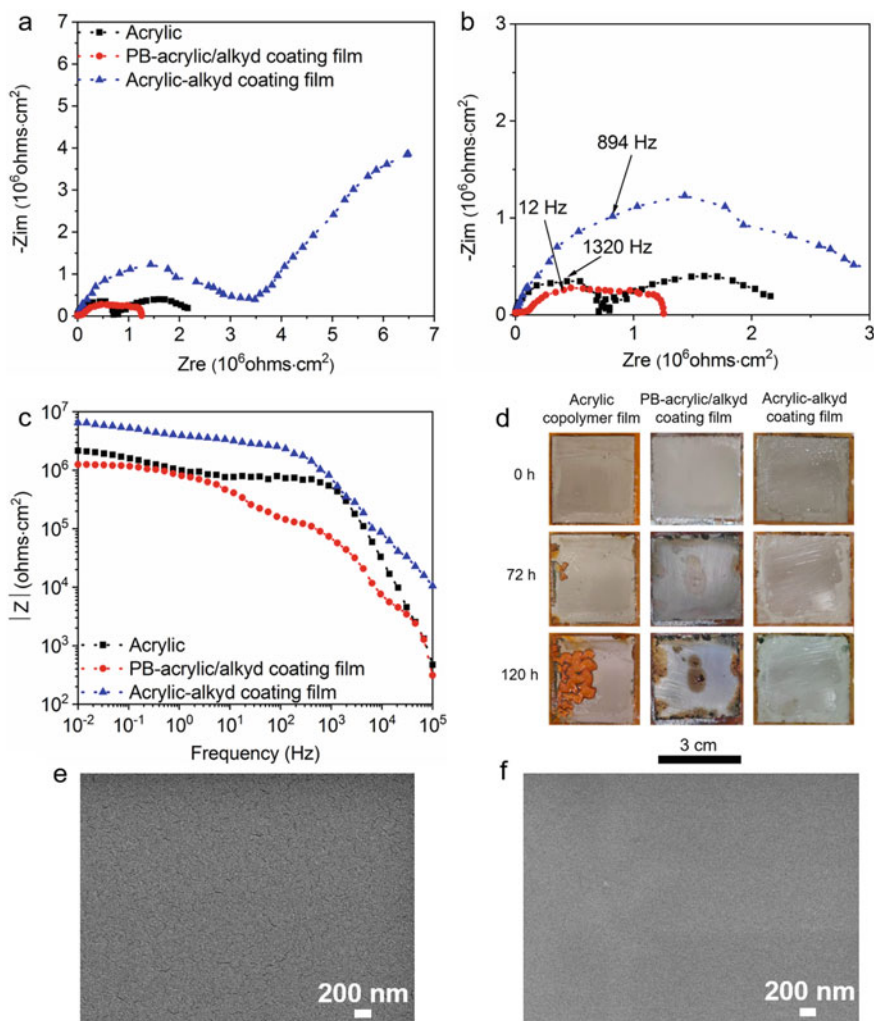 a
7
6
5
4
3
2
1
0
-Zim (10⁶ohms·cm²)
Acrylic
PB-acrylic/alkyd coating film
Acrylic-alkyd coating film
0 1 2 3 4 5 6 7
Zre (10⁶ohms·cm²)
b
3
2
1
0
-Zim (10⁶ohms·cm²)
894 Hz
12 Hz
1320 Hz
0 1 2 3
Zre (10⁶ohms·cm²)
c
10⁷
10⁶
10⁵
10⁴
10³
10²
|Z| (ohms·cm²)
Acrylic
PB-acrylic/alkyd coating film
Acrylic-alkyd coating film
10⁻² 10⁻¹ 10⁰ 10¹ 10² 10³ 10⁴ 10⁵
Frequency (Hz)
d
Acrylic
copolymer film
PB-acrylic/alkyd
coating film
Acrylic-alkyd
coating film
0 h
72 h
120 h
3 cm
e
200 nm
f
200 nm